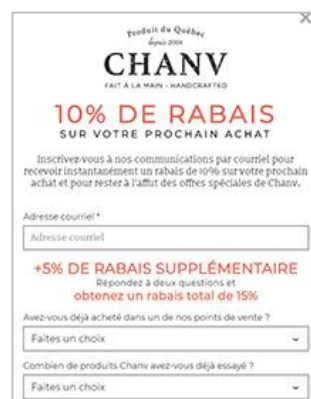 Produit du Québec
depuis 2004
CHANV
FAIT À LA MAIN - HANDCRAFTED
10% DE RABAIS
SUR VOTRE PROCHAIN ACHAT
Inscrivez-vous à nos communications par courriel pour
recevoir instantanément un rabais de 10% sur votre prochain
achat et pour rester à l'affut des offres spéciales de Chanv.
Adresse courriel *
Adresse courriel
+5% DE RABAIS SUPPLÉMENTAIRE
Répondez à deux questions et
obtenez un rabais total de 15%
Avez-vous déjà acheté dans un de nos points de vente ?
Faites un choix
Combien de produits Chanv avez-vous déjà essayé ?
Faites un choix